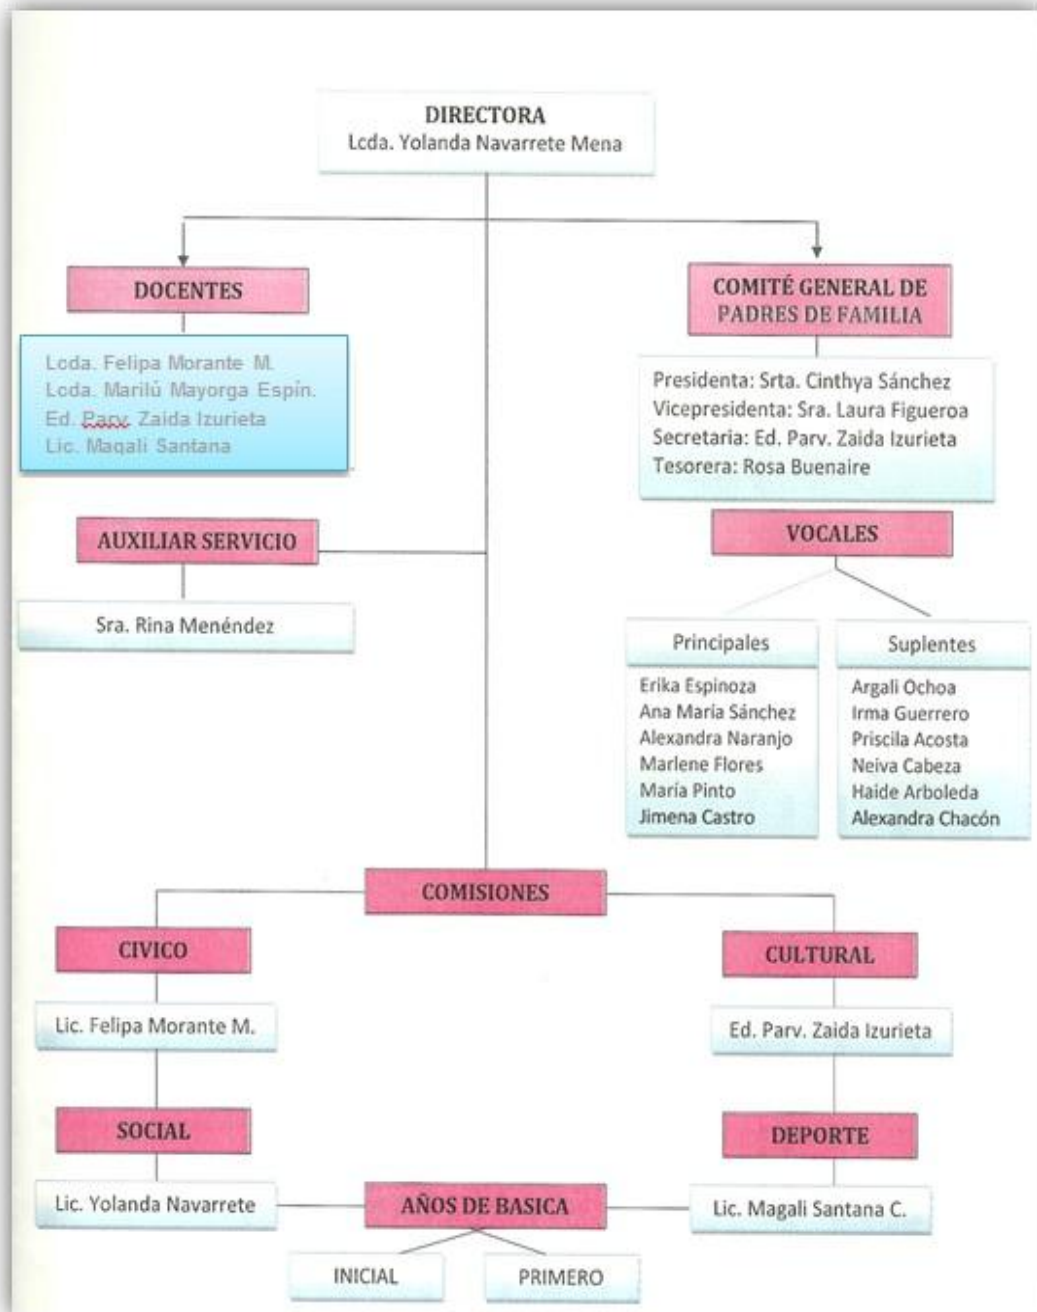 DIRECTORA
Lcda. Yolanda Navarrete Mena
DOCENTES
Lcda. Felipa Morante M.
Lcda. Marilú Mayorga Espín.
Ed. Parv. Zaida Izurieta
Lic. Magali Santana
COMITÉ GENERAL DE
PADRES DE FAMILIA
Presidenta: Srta. Cinthya Sánchez
Vicepresidenta: Sra. Laura Figueroa
Secretaria: Ed. Parv. Zaida Izurieta
Tesorera: Rosa Buenaire
AUXILIAR SERVICIO
Sra. Rina Menéndez
VOCALES
Principales
Erika Espinoza
Ana María Sánchez
Alexandra Naranjo
Marlene Flores
María Pinto
Jimena Castro
Suplentes
Argali Ochoa
Irma Guerrero
Priscila Acosta
Neiva Cabeza
Haide Arboleda
Alexandra Chacón
COMISIONES
CIVICO
Lic. Felipa Morante M.
CULTURAL
Ed. Parv. Zaida Izurieta
SOCIAL
Lic. Yolanda Navarrete
DEPORTE
Lic. Magali Santana C.
AÑOS DE BASICA
INICIAL
PRIMERO